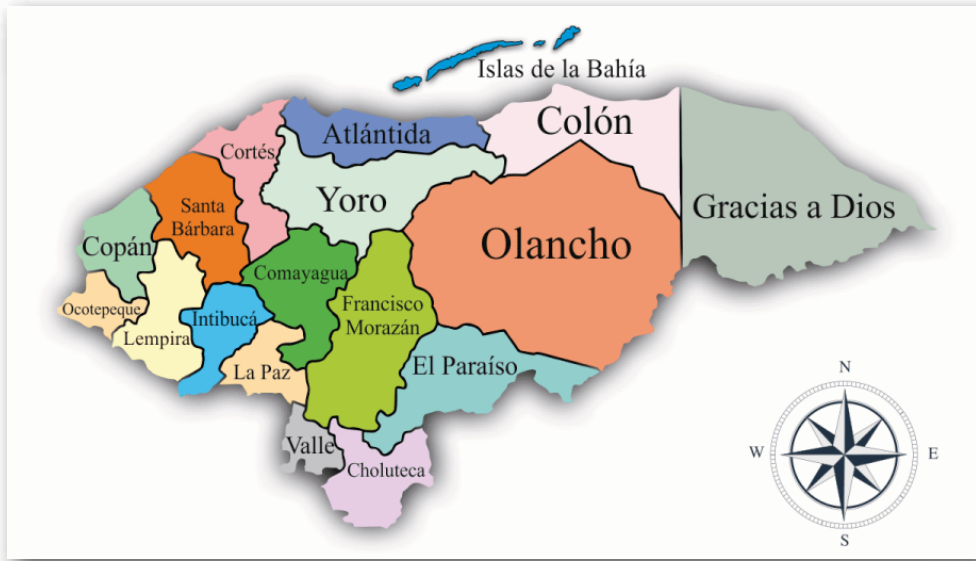 Islas de la Bahía
Atlántida
Colón
Cortés
Yoro
Gracias a Dios
Santa
Bárbara
Olancho
Copán
Comayagua
Ocotepeque
Francisco
Morazán
Intibucá
Lempira
La Paz
El Paraíso
Valle
Choluteca
N
W
E
S